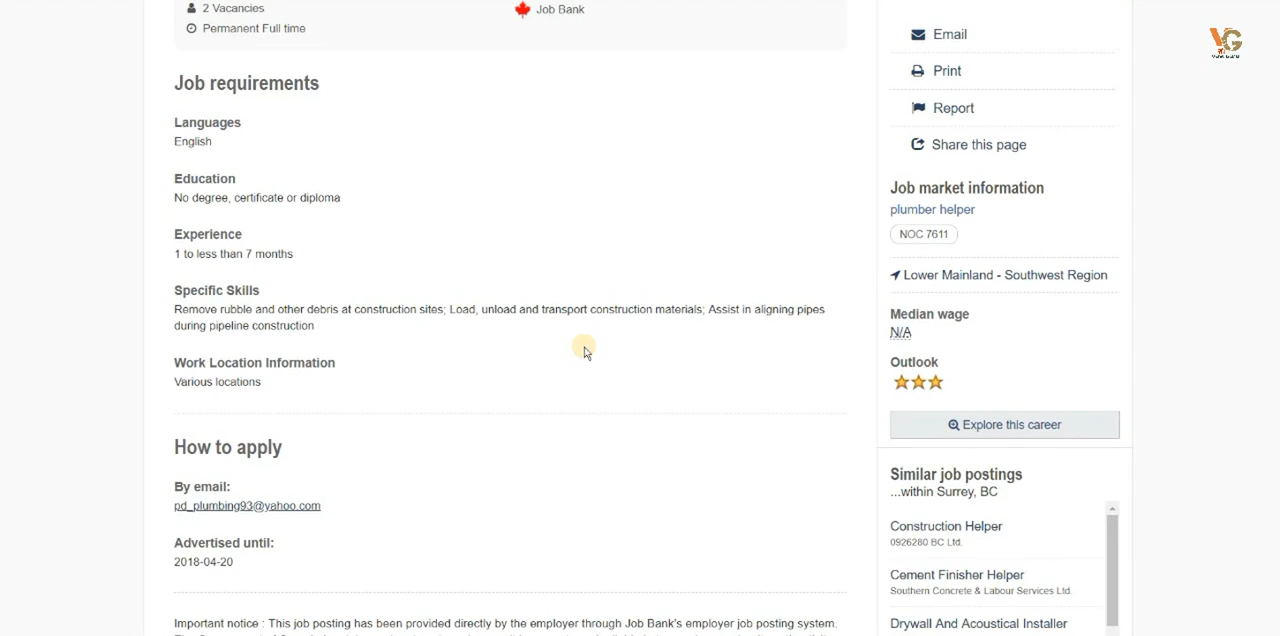 2 Vacancies
Job Bank
Permanent Full time
Job requirements
Languages
English
Education
No degree, certificate or diploma
Experience
1 to less than 7 months
Specific Skills
Remove rubble and other debris at construction sites; Load, unload and transport construction materials; Assist in aligning pipes
during pipeline construction
Work Location Information
Various locations
How to apply
By email:
pd_plumbing93@yahoo.com
Advertised until:
2018-04-20
Important notice : This job posting has been provided directly by the employer through Job Bank's employer job posting system.
Email
Print
Report
Share this page
Job market information
plumber helper
NOC 7611
Lower Mainland - Southwest Region
Median wage
N/A
Outlook
Explore this career
Similar job postings
...within Surrey, BC
Construction Helper
0926280 BC Ltd.
Cement Finisher Helper
Southern Concrete & Labour Services Ltd.
Drywall And Acoustical Installer
VG